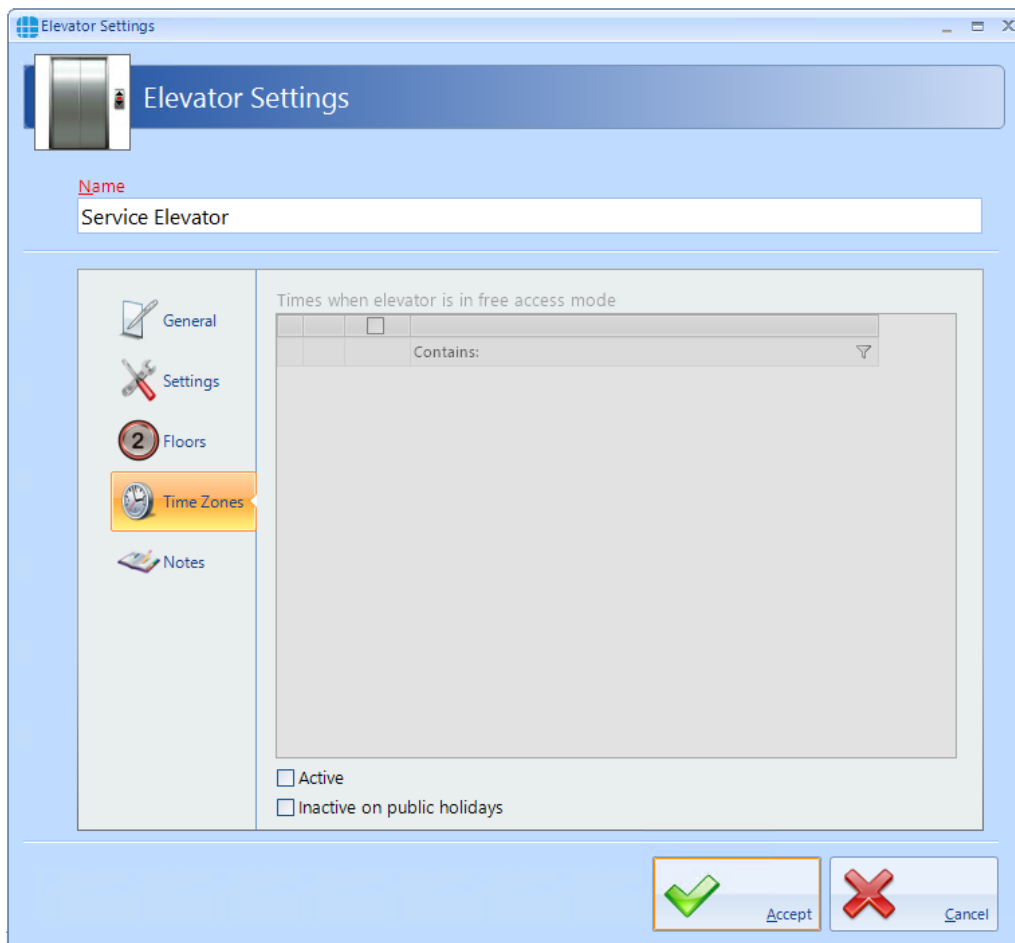 Elevator Settings
Elevator Settings
Name
Service Elevator
General
Settings
2 Floors
Time Zones
Notes
Times when elevator is in free access mode
Contains:
Active
Inactive on public holidays
Accept
Cancel